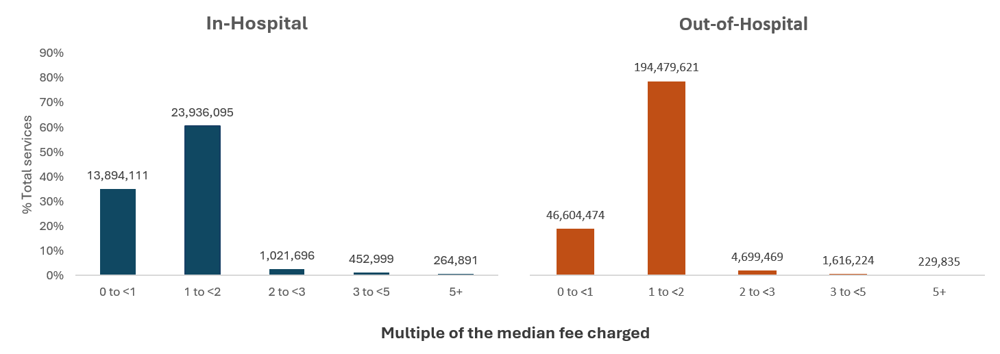 In-Hospital
Out-of-Hospital
% Total services
90%
80%
70%
60%
50%
40%
30%
20%
10%
0%
13,894,111
23,936,095
1,021,696
452,999
264,891
0 to <1
1 to <2
2 to <3
3 to <5
5+
46,604,474
194,479,621
4,699,469
1,616,224
229,835
0 to <1
1 to <2
2 to <3
3 to <5
5+
Multiple of the median fee charged